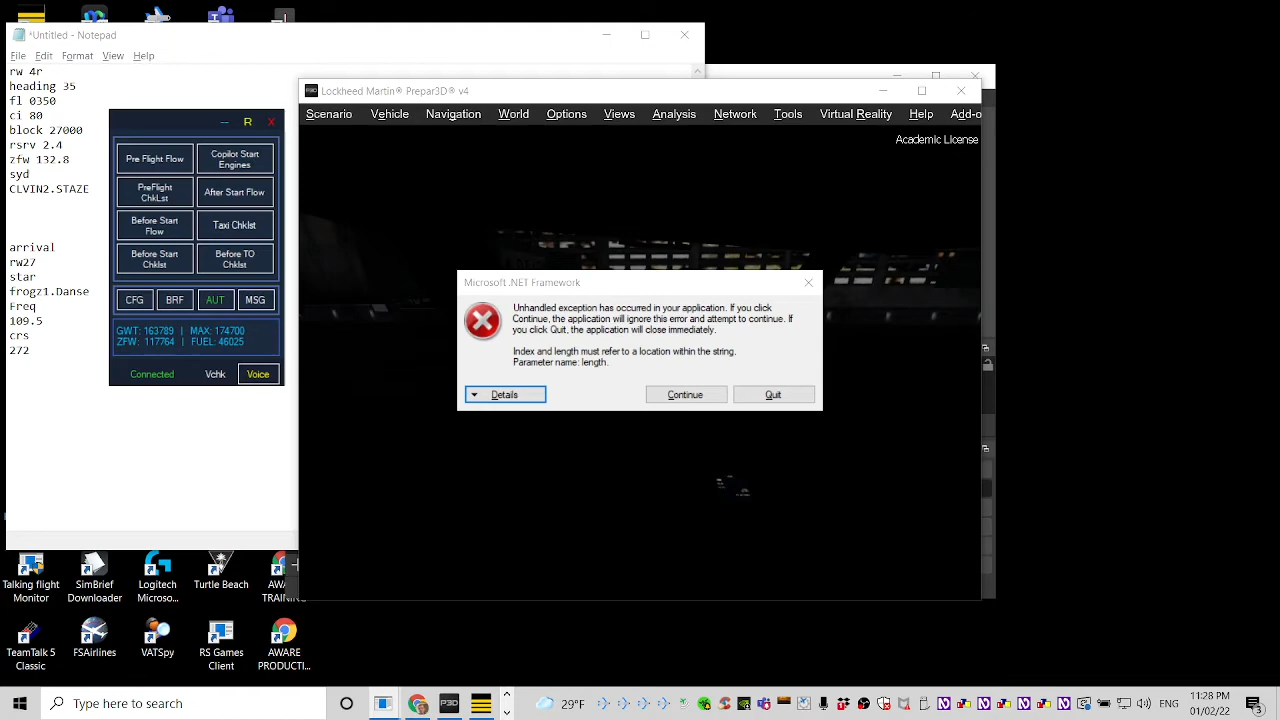 *Untitled - Notepad
File Edit Format View Help
rw 4r
heading 35
fl 0350
ci 80
block 27000
rsrv 2.4
zfw 132.8
syd
CLVIN2.STAZE
arrival
rw27
star
frogz1.Danse
freq
109.5
crs
272
R X
Pre Flight Flow
Copilot Start
Engines
PreFlight
ChkLst
After Start Flow
Before Start
Flow
Taxi Chklst
Before Start
Chklst
Before TO
Chklst
CFG BRF AUT MSG
GWT: 163789 | MAX: 174700
ZFW: 117764 | FUEL: 46025
Connected Vchk Voice
P3D Lockheed Martin® Prepar3D® v4
Scenario Vehicle Navigation World Options Views Analysis Network Tools Virtual Reality Help Add-o
Academic License
Microsoft .NET Framework
Unhandled exception has occurred in your application. If you click
Continue, the application will ignore this error and attempt to continue. If
you click Quit, the application will close immediately.
Index and length must refer to a location within the string.
Parameter name: length.
Details Continue Quit
Talking flight
Monitor
SimBrief
Downloader
Logitech
Microso...
Turtle Beach
AWA
TRAINING
TeamTalk 5
Classic
FSAirlines
VATSpy
RS Games
Client
AWARE
PRODUCTI...
Type here to search
P3D
29°F
11:28 PM
01/02/22
3